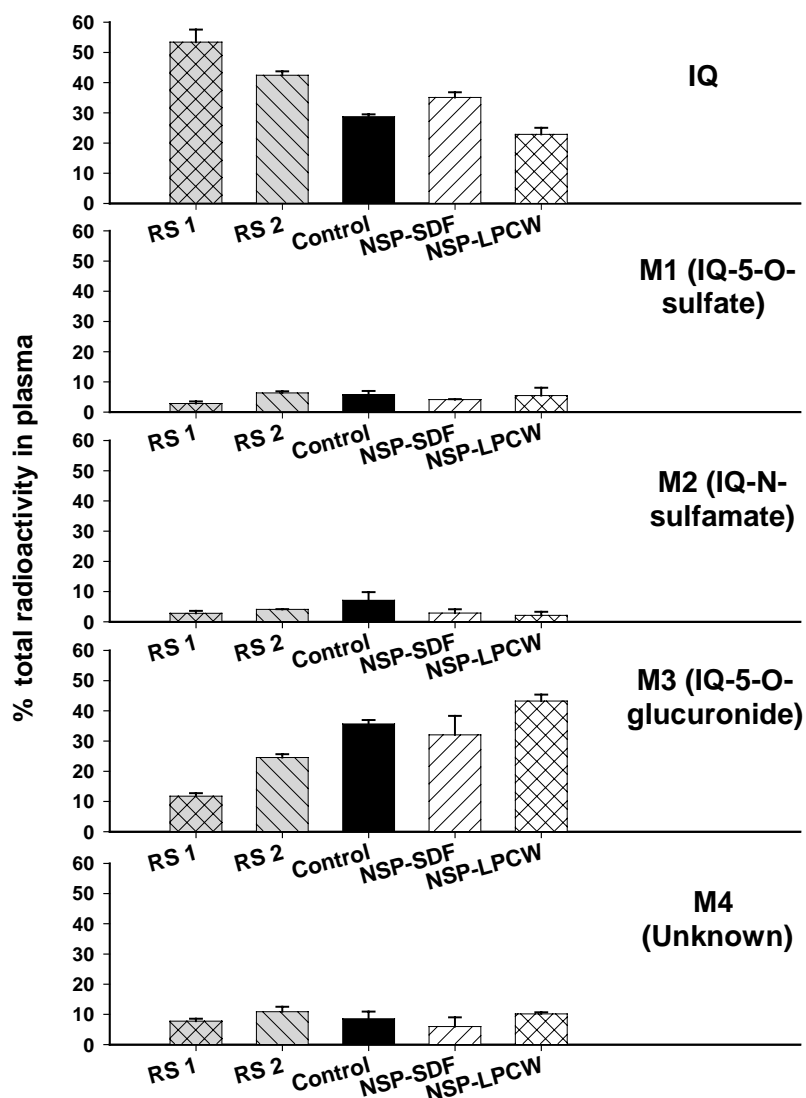 % total radioactivity in plasma
60
50
40
30
20
10
0
IQ
RS 1
RS 2
Control
NSP-SDF
NSP-LPCW
60
50
40
30
20
10
0
M1 (IQ-5-O-
sulfate)
RS 1
RS 2
Control
NSP-SDF
NSP-LPCW
60
50
40
30
20
10
0
M2 (IQ-N-
sulfamate)
RS 1
RS 2
Control
NSP-SDF
NSP-LPCW
60
50
40
30
20
10
0
M3 (IQ-5-O-
glucuronide)
RS 1
RS 2
Control
NSP-SDF
NSP-LPCW
60
50
40
30
20
10
0
M4
(Unknown)
RS 1
RS 2
Control
NSP-SDF
NSP-LPCW